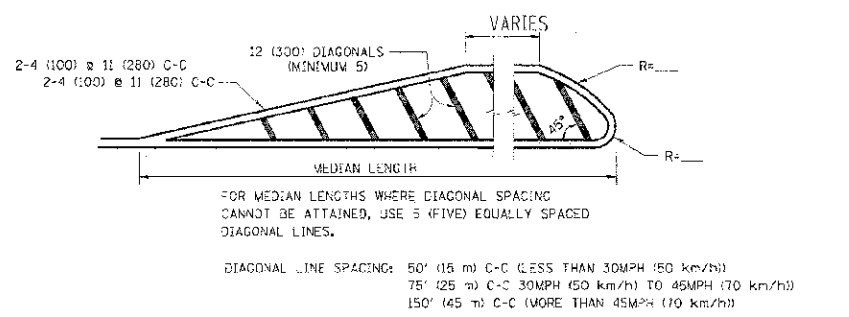 VARIES
12 (300) DIAGONALS
(MINIMUM 5)
2-4 (100) @ 11 (280) C-C
2-4 (100) @ 11 (280) C-C
R=___
45°
R=___
MEDIAN LENGTH
FOR MEDIAN LENGTHS WHERE DIAGONAL SPACING
CANNOT BE ATTAINED, USE 5 (FIVE) EQUALLY SPACED
DIAGONAL LINES.
DIAGONAL LINE SPACING: 50' (15 m) C-C (LESS THAN 30MPH (50 km/h))
75' (25 m) C-C 30MPH (50 km/h) TO 45MPH (70 km/h))
150' (45 m) C-C (MORE THAN 45MPH (70 km/h))